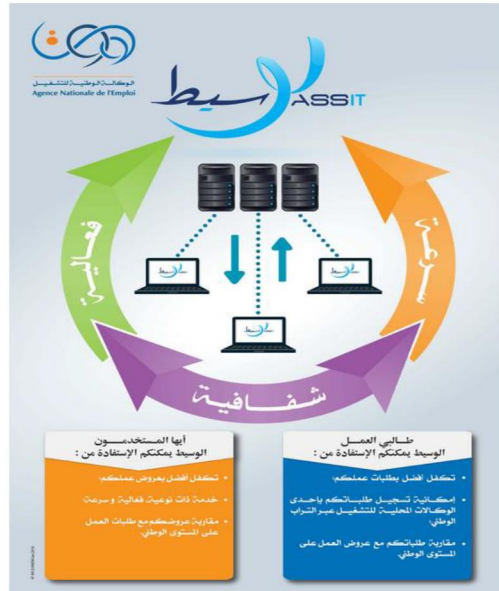 الوكالة الوطنية للتشغيل
Agence Nationale de l'Emploi
وسيط
WASSIT
فعالية
سرعة
شفافية
طالبي العمل
الوسيط يمكنكم الإستفادة من :
• تكفل أفضل بطلبات عملكم؛
• إمكانية تسجيل طلباتكم بإحدى
الوكالات المحلية للتشغيل عبر التراب
الوطني؛
• مقاربة طلباتكم مع عروض العمل على
المستوى الوطني.
أيها المستخدمون
الوسيط يمكنكم الإستفادة من :
• تكفل أفضل بعروض عملكم؛
• خدمة ذات نوعية، فعالية و سرعة؛
• مقاربة عروضكم مع طلبات العمل
على المستوى الوطني.